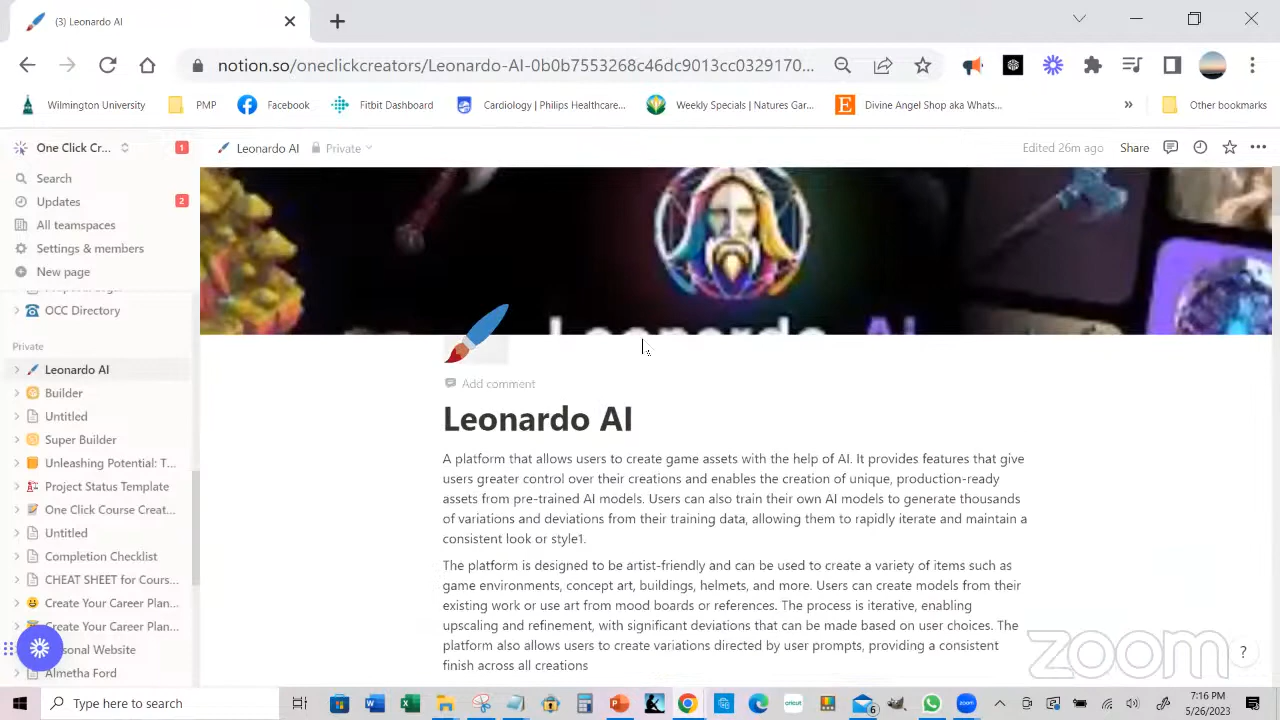 (3) Leonardo AI
notion.so/oneclickcreators/Leonardo-AI-0b0b7553268c46dc9013cc0329170...
Wilmington University
PMP
Facebook
Fitbit Dashboard
Cardiology | Philips Healthcare...
Weekly Specials | Natures Gar...
Divine Angel Shop aka Whats...
»
Other bookmarks
One Click Cr...
1
Leonardo AI
Private
Edited 26m ago
Share
Search
Updates
2
All teamspaces
Settings & members
New page
OCC Directory
Private
Leonardo AI
Builder
Untitled
Super Builder
Unleashing Potential: T...
Project Status Template
One Click Course Creat...
Untitled
Completion Checklist
CHEAT SHEET for Cours...
Create Your Career Plan...
Create Your Career Plan...
sonal Website
Almetha Ford
Leonardo Ai
Add comment
Leonardo AI
A platform that allows users to create game assets with the help of AI. It provides features that give
users greater control over their creations and enables the creation of unique, production-ready
assets from pre-trained AI models. Users can also train their own AI models to generate thousands
of variations and deviations from their training data, allowing them to rapidly iterate and maintain a
consistent look or style1.
The platform is designed to be artist-friendly and can be used to create a variety of items such as
game environments, concept art, buildings, helmets, and more. Users can create models from their
existing work or use art from mood boards or references. The process is iterative, enabling
upscaling and refinement, with significant deviations that can be made based on user choices. The
platform also allows users to create variations directed by user prompts, providing a consistent
finish across all creations
zoom
?
Type here to search
6
zoom
7:16 PM
5/26/2023